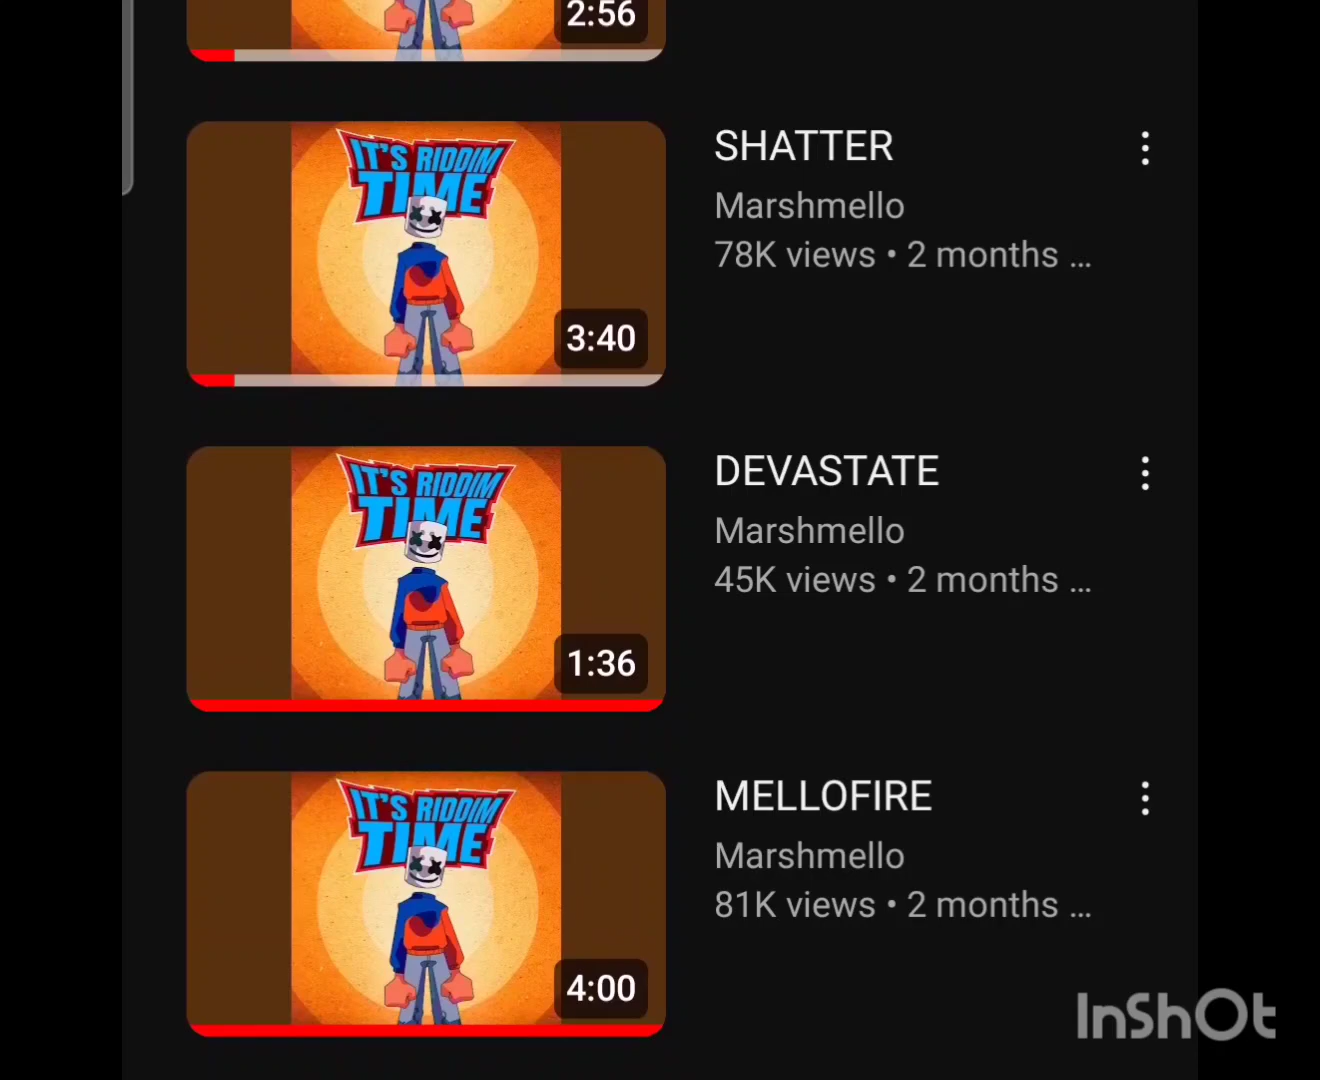 2:56
IT'S RIDDIM
TIME
3:40
SHATTER
Marshmello
78K views • 2 months ...
IT'S RIDDIM
TIME
1:36
DEVASTATE
Marshmello
45K views • 2 months ...
IT'S RIDDIM
TIME
4:00
MELLOFIRE
Marshmello
81K views • 2 months ...
InShOt